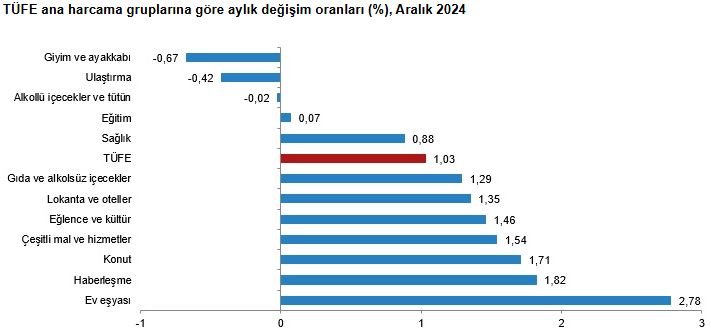 TÜFE ana harcama gruplarına göre aylık değişim oranları (%), Aralık 2024
Giyim ve ayakkabı -0,67
Ulaştırma -0,42
Alkollü içecekler ve tütün -0,02
Eğitim 0,07
Sağlık 0,88
TÜFE 1,03
Gıda ve alkolsüz içecekler 1,29
Lokanta ve oteller 1,35
Eğlence ve kültür 1,46
Çeşitli mal ve hizmetler 1,54
Konut 1,71
Haberleşme 1,82
Ev eşyası 2,78
-1 0 1 2 3